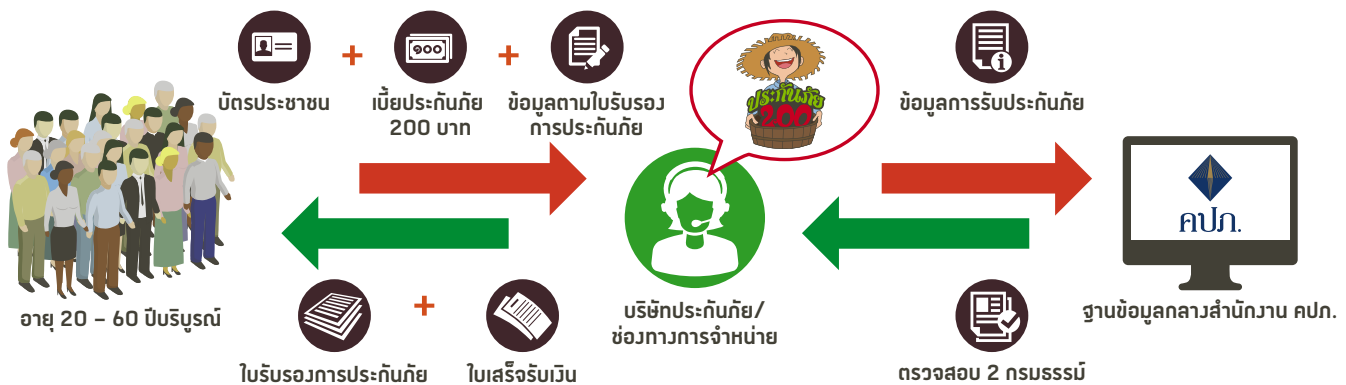 บัตรประชาชน
+
๑๐๐
เบี้ยประกันภัย
200 บาท
+
ข้อมูลตามใบรับรอง
การประกันภัย
ประกันภัย
200
ข้อมูลการรับประกันภัย
คปภ.
อายุ 20 – 60 ปีบริบูรณ์
บริษัทประกันภัย/
ช่องทางการจำหน่าย
ฐานข้อมูลกลางสำนักงาน คปภ.
ใบรับรองการประกันภัย
+
ใบเสร็จรับเงิน
ตรวจสอบ 2 กรมธรรม์